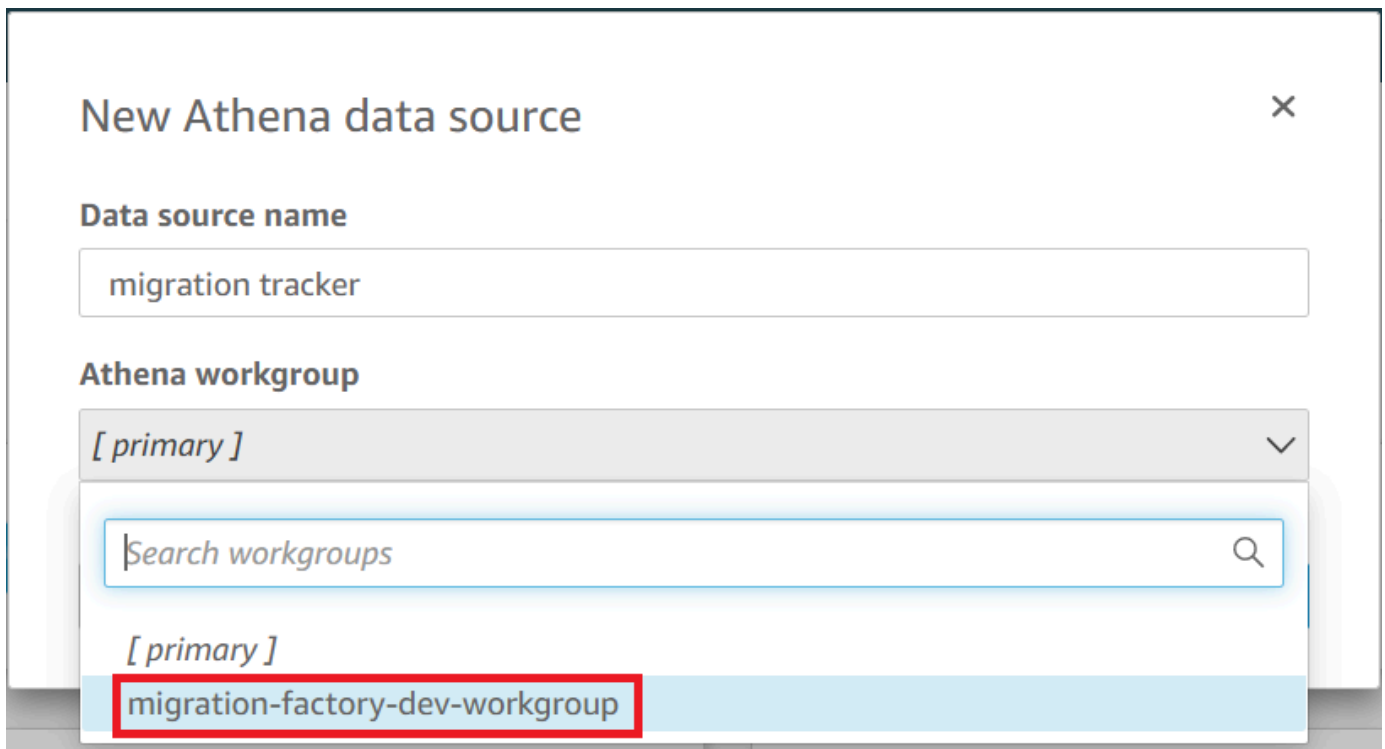 New Athena data source
Data source name
migration tracker
Athena workgroup
[ primary ]
Search workgroups
[ primary ]
migration-factory-dev-workgroup